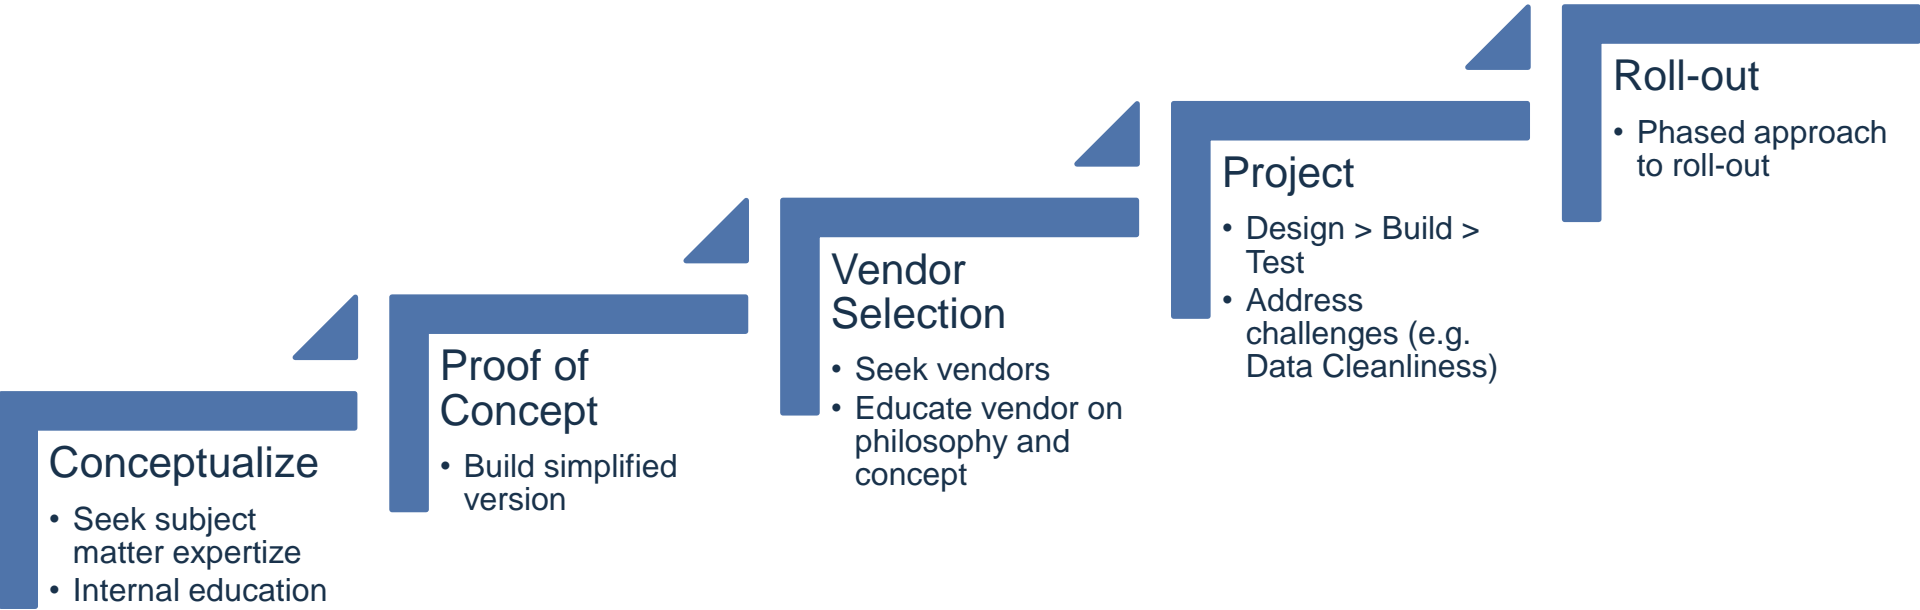 Conceptualize
• Seek subject
matter expertize
• Internal education
Proof of
Concept
• Build simplified
version
Vendor
Selection
• Seek vendors
• Educate vendor on
philosophy and
concept
Project
• Design > Build >
Test
• Address
challenges (e.g.
Data Cleanliness)
Roll-out
• Phased approach
to roll-out